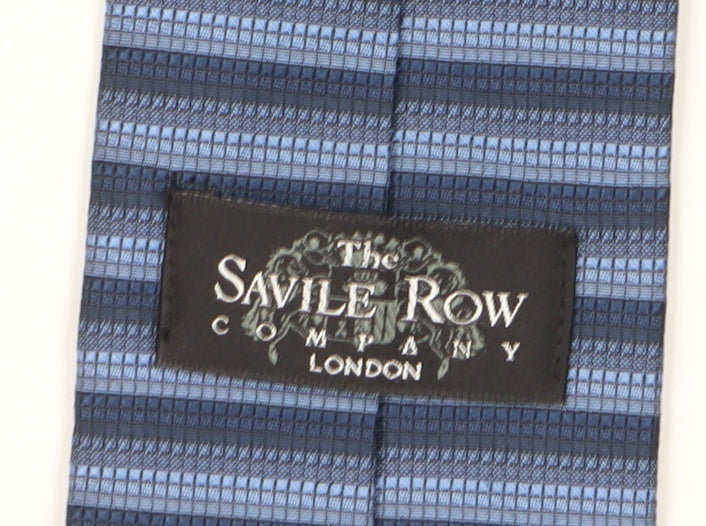 The
SAVILE ROW
COMPANY
LONDON